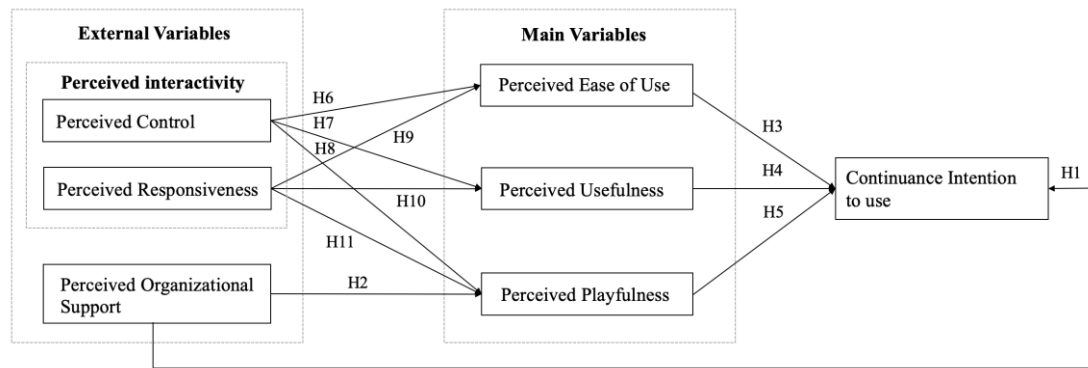 External Variables
Main Variables
Perceived interactivity
Perceived Control
Perceived Responsiveness
Perceived Organizational
Support
H6
H7
H8
H9
H10
H11
H2
Perceived Ease of Use
Perceived Usefulness
Perceived Playfulness
H3
H4
H5
Continuance Intention
to use
H1